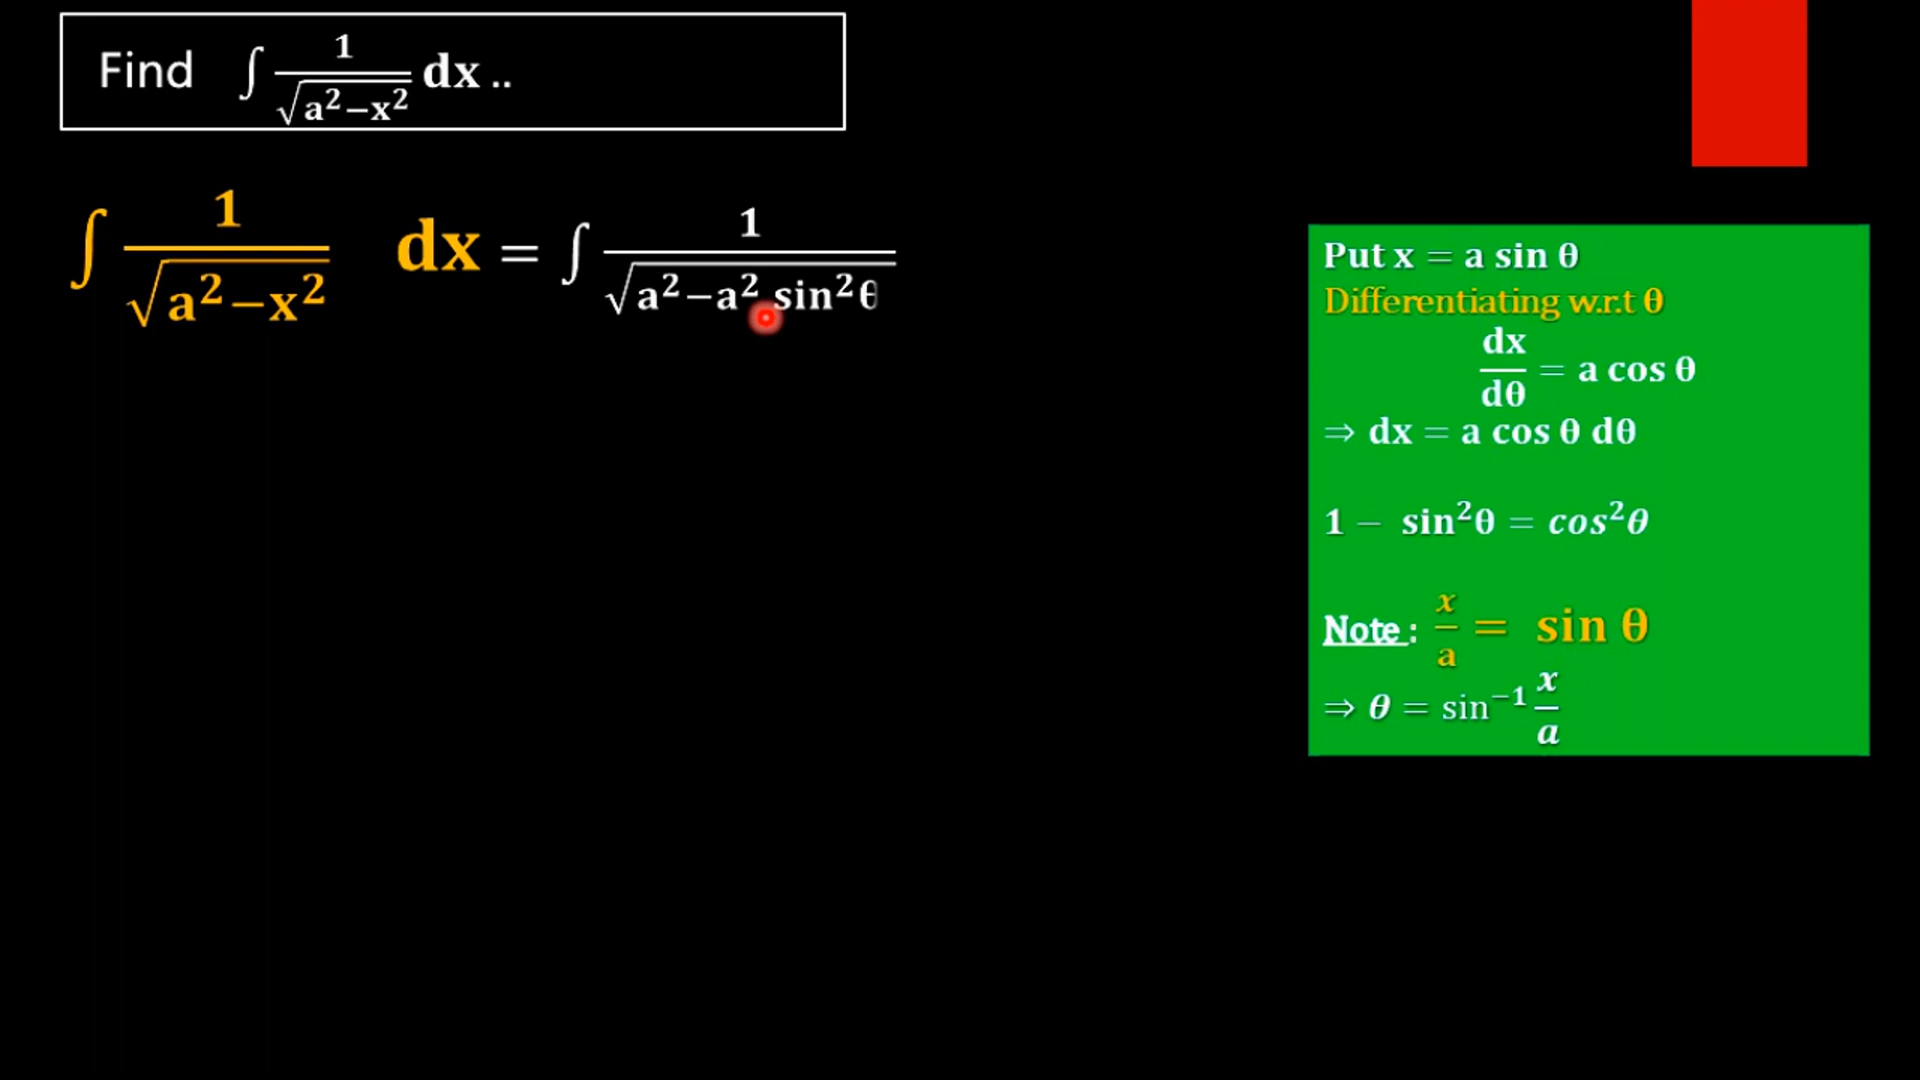 Find ∫ 1/√(a²−x²) dx ..
∫ 1/√(a²−x²) dx = ∫ 1/√(a²−a² sin²θ
Put x = a sin θ
Differentiating w.r.t θ
dx/dθ = a cos θ
⇒ dx = a cos θ dθ
1 − sin²θ = cos²θ
Note : x/a = sin θ
⇒ θ = sin⁻¹ x/a